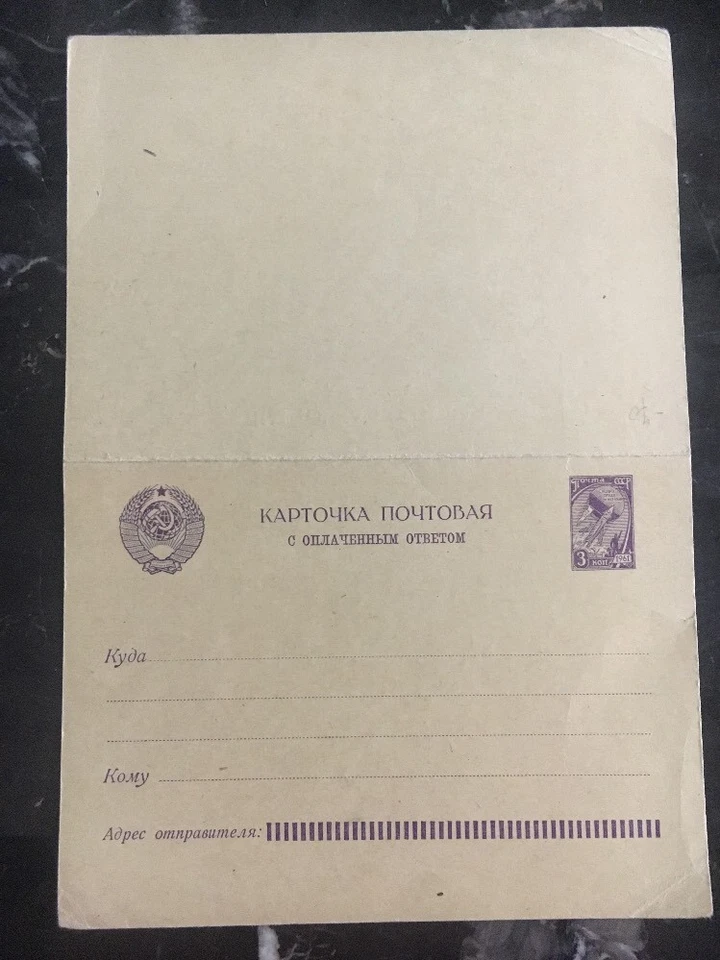 ПОЧТА СССР
КАРТОЧКА ПОЧТОВАЯ
С ОПЛАЧЕННЫМ ОТВЕТОМ
3 КОП 1961
Куда
Кому
Адрес отправителя: